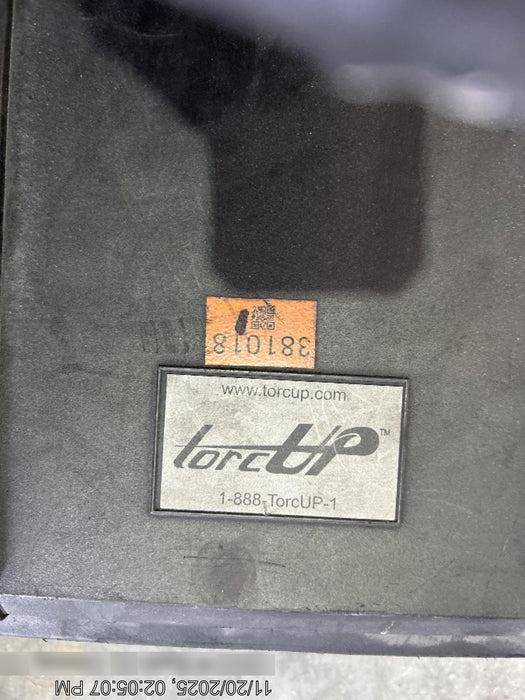 381018
www.torcup.com
torcUP™
1-888-TorcUP-1
11/20/2025, 02:05:07 PM